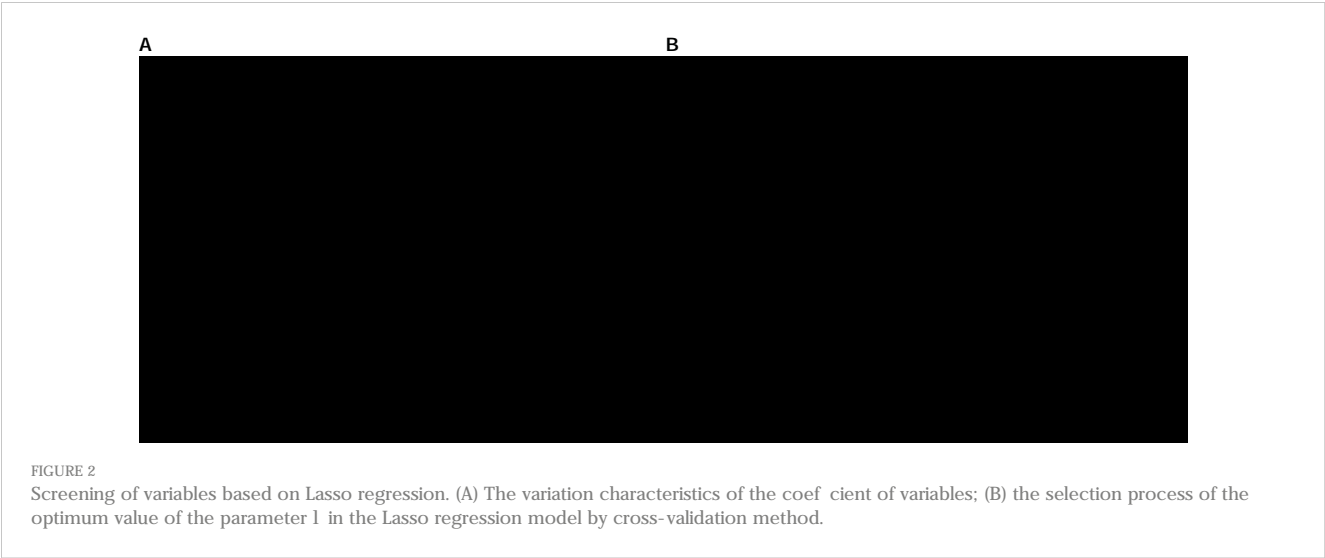 A B
FIGURE 2
Screening of variables based on Lasso regression. (A) The variation characteristics of the coef cient of variables; (B) the selection process of the
optimum value of the parameter l in the Lasso regression model by cross-validation method.